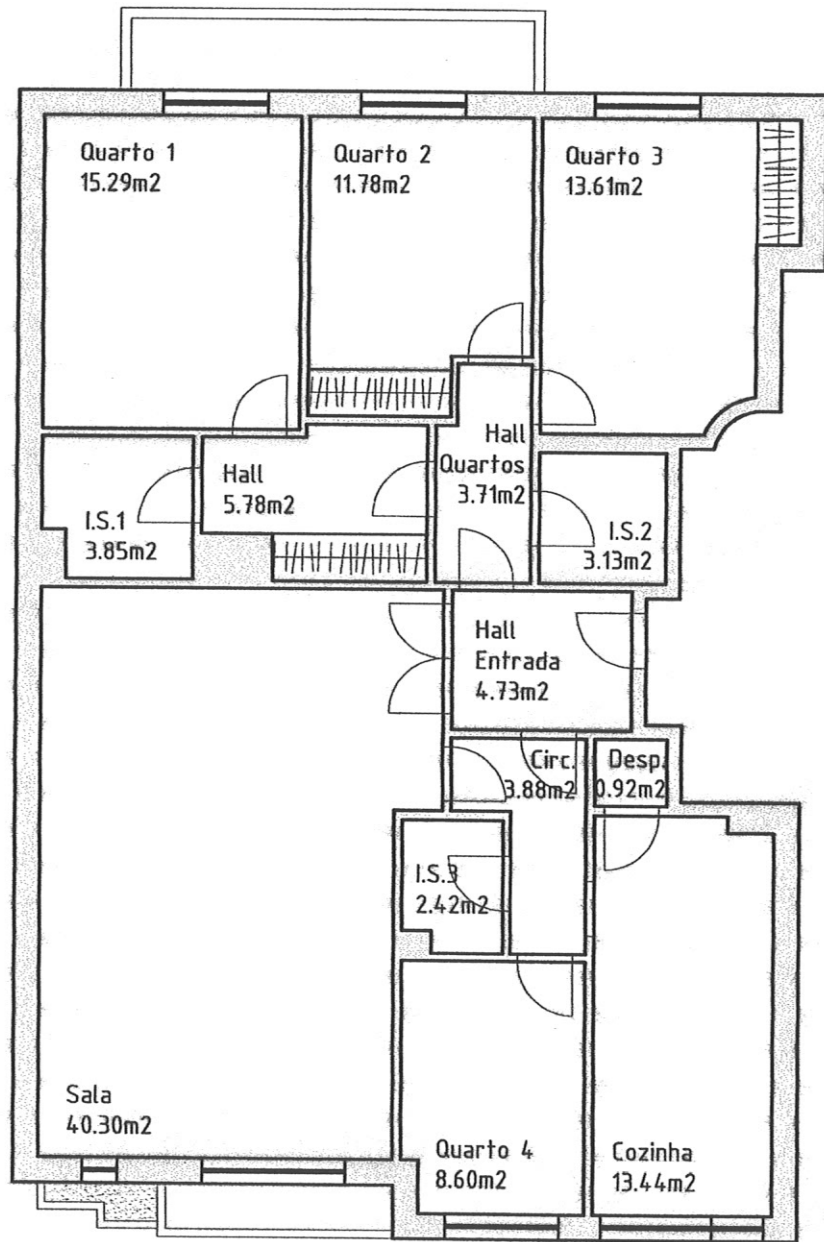 Quarto 1
15.29m2
Quarto 2
11.78m2
Quarto 3
13.61m2
Hall
Quartos
3.71m2
Hall
5.78m2
I.S.1
3.85m2
I.S.2
3.13m2
Hall
Entrada
4.73m2
Circ.
3.88m2
Desp.
0.92m2
I.S.3
2.42m2
Sala
40.30m2
Quarto 4
8.60m2
Cozinha
13.44m2